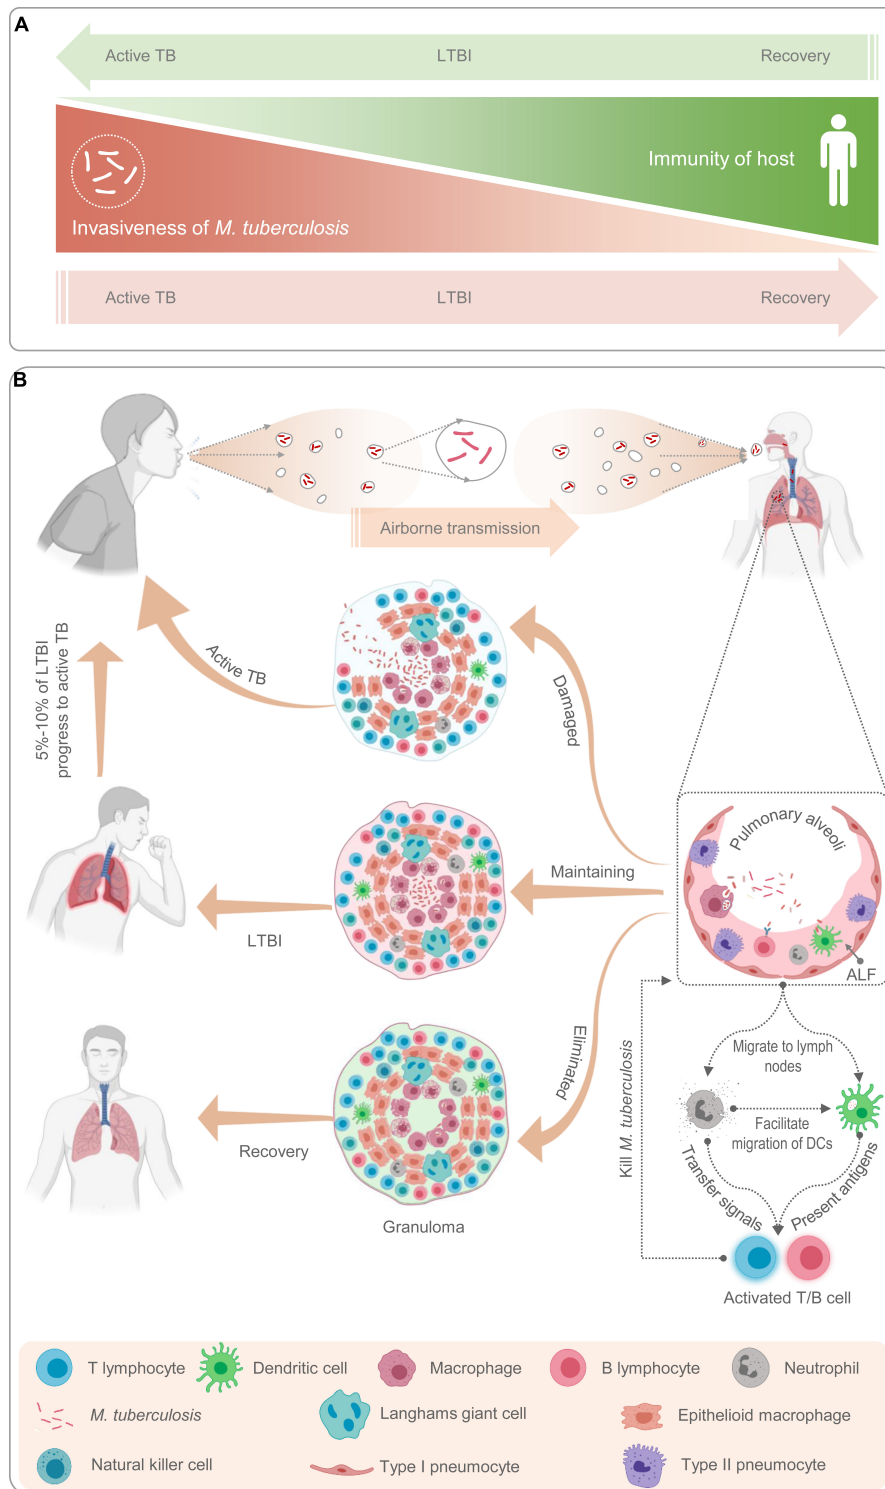 A
Active TB LTBI Recovery
Immunity of host
Invasiveness of M. tuberculosis
Active TB LTBI Recovery
B
Airborne transmission
5%-10% of LTBI
progress to active TB
Active TB
Damaged
Pulmonary alveoli
Maintaining
LTBI
ALF
Eliminated
Kill M. tuberculosis
Migrate to lymph
nodes
Facilitate
migration of DCs
Transfer signals
Present antigens
Recovery
Granuloma
Activated T/B cell
T lymphocyte Dendritic cell Macrophage B lymphocyte Neutrophil
M. tuberculosis Langhams giant cell Epithelioid macrophage
Natural killer cell Type I pneumocyte Type II pneumocyte